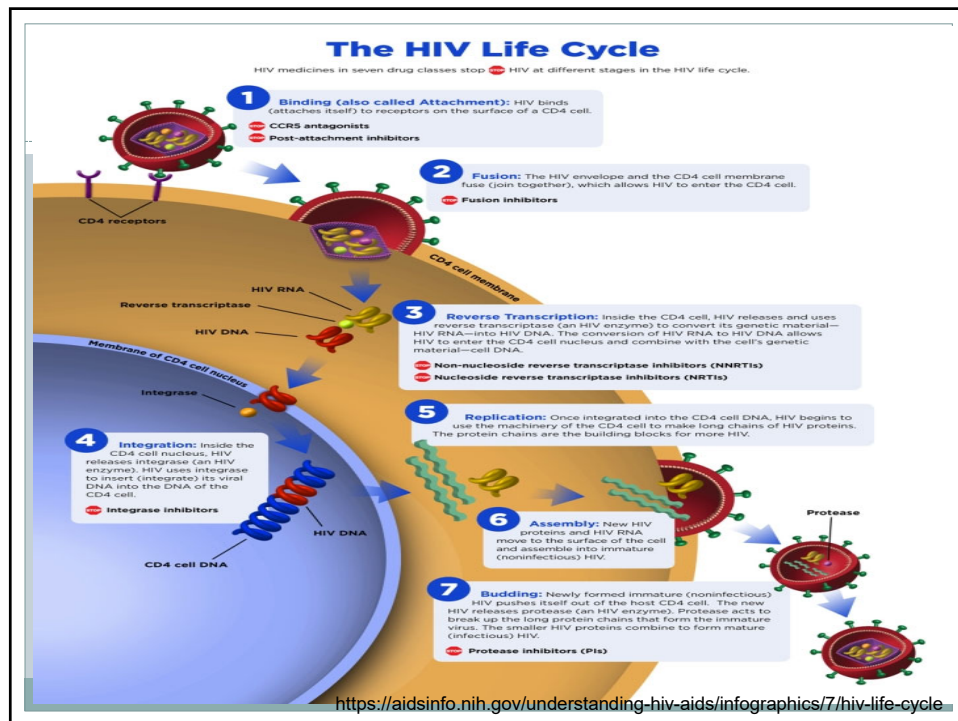 The HIV Life Cycle
HIV medicines in seven drug classes stop STOP HIV at different stages in the HIV life cycle.
1 Binding (also called Attachment): HIV binds
(attaches itself) to receptors on the surface of a CD4 cell.
STOP CCR5 antagonists
STOP Post-attachment inhibitors
2 Fusion: The HIV envelope and the CD4 cell membrane
fuse (join together), which allows HIV to enter the CD4 cell.
STOP Fusion inhibitors
CD4 receptors
CD4 cell membrane
HIV RNA
Reverse transcriptase
HIV DNA
3 Reverse Transcription: Inside the CD4 cell, HIV releases and uses
reverse transcriptase (an HIV enzyme) to convert its genetic material—
HIV RNA—into HIV DNA. The conversion of HIV RNA to HIV DNA allows
HIV to enter the CD4 cell nucleus and combine with the cell's genetic
material—cell DNA.
STOP Non-nucleoside reverse transcriptase inhibitors (NNRTIs)
STOP Nucleoside reverse transcriptase inhibitors (NRTIs)
Membrane of CD4 cell nucleus
Integrase
4 Integration: Inside the
CD4 cell nucleus, HIV
releases integrase (an HIV
enzyme). HIV uses integrase
to insert (integrate) its viral
DNA into the DNA of the
CD4 cell.
STOP Integrase inhibitors
HIV DNA
CD4 cell DNA
5 Replication: Once integrated into the CD4 cell DNA, HIV begins to
use the machinery of the CD4 cell to make long chains of HIV proteins.
The protein chains are the building blocks for more HIV.
6 Assembly: New HIV
proteins and HIV RNA
move to the surface of the cell
and assemble into immature
(noninfectious) HIV.
Protease
7 Budding: Newly formed immature (noninfectious)
HIV pushes itself out of the host CD4 cell. The new
HIV releases protease (an HIV enzyme). Protease acts to
break up the long protein chains that form the immature
virus. The smaller HIV proteins combine to form mature
(infectious) HIV.
STOP Protease inhibitors (PIs)
https://aidsinfo.nih.gov/understanding-hiv-aids/infographics/7/hiv-life-cycle